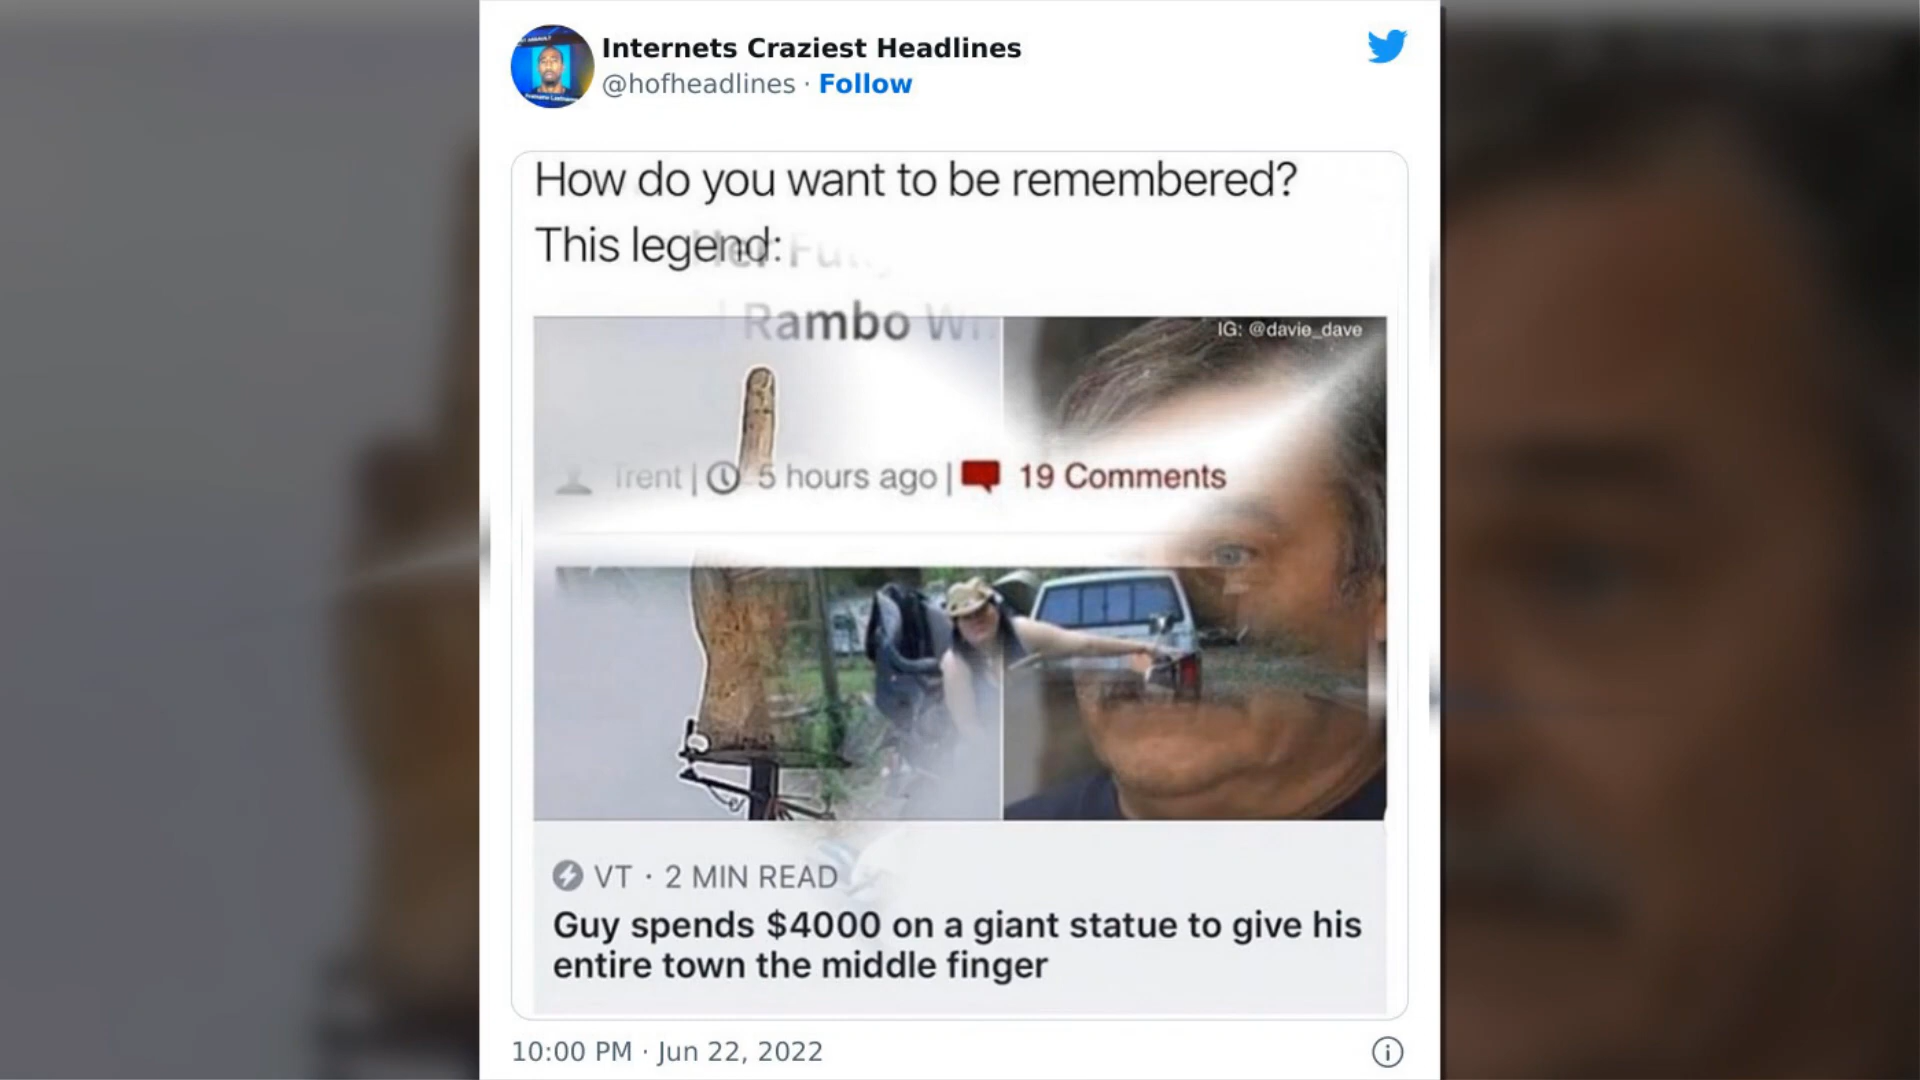 Internets Craziest Headlines
@hofheadlines · Follow
How do you want to be remembered?
This legend:
Rambo
IG: @davie_dave
Trent | 5 hours ago | 19 Comments
VT · 2 MIN READ
Guy spends $4000 on a giant statue to give his
entire town the middle finger
10:00 PM · Jun 22, 2022